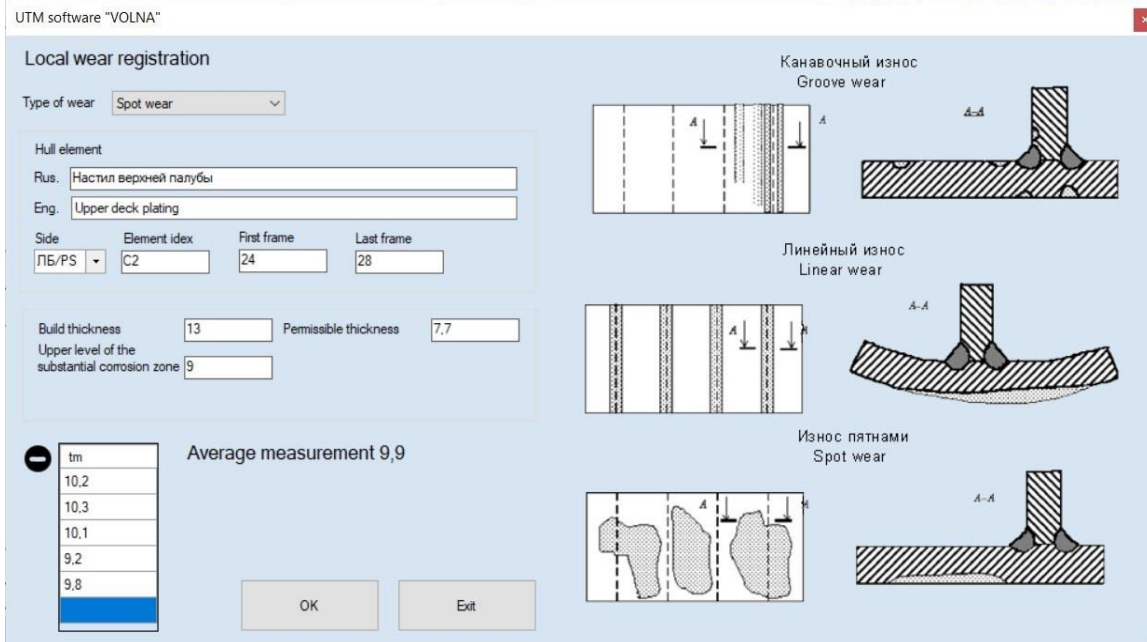 UTM software "VOLNA"
Local wear registration
Type of wear Spot wear
Hull element
Rus. Настил верхней палубы
Eng. Upper deck plating
Side Element idex First frame Last frame
ПБ/PS C2 24 28
Build thickness 13 Permissible thickness 7,7
Upper level of the
substantial corrosion zone 9
tm
10,2
10,3
10,1
9,2
9,8
Average measurement 9,9
OK Exit
Канавочный износ
Groove wear
A A
A-A
Линейный износ
Linear wear
A A
A-A
Износ пятнами
Spot wear
A A
A-A